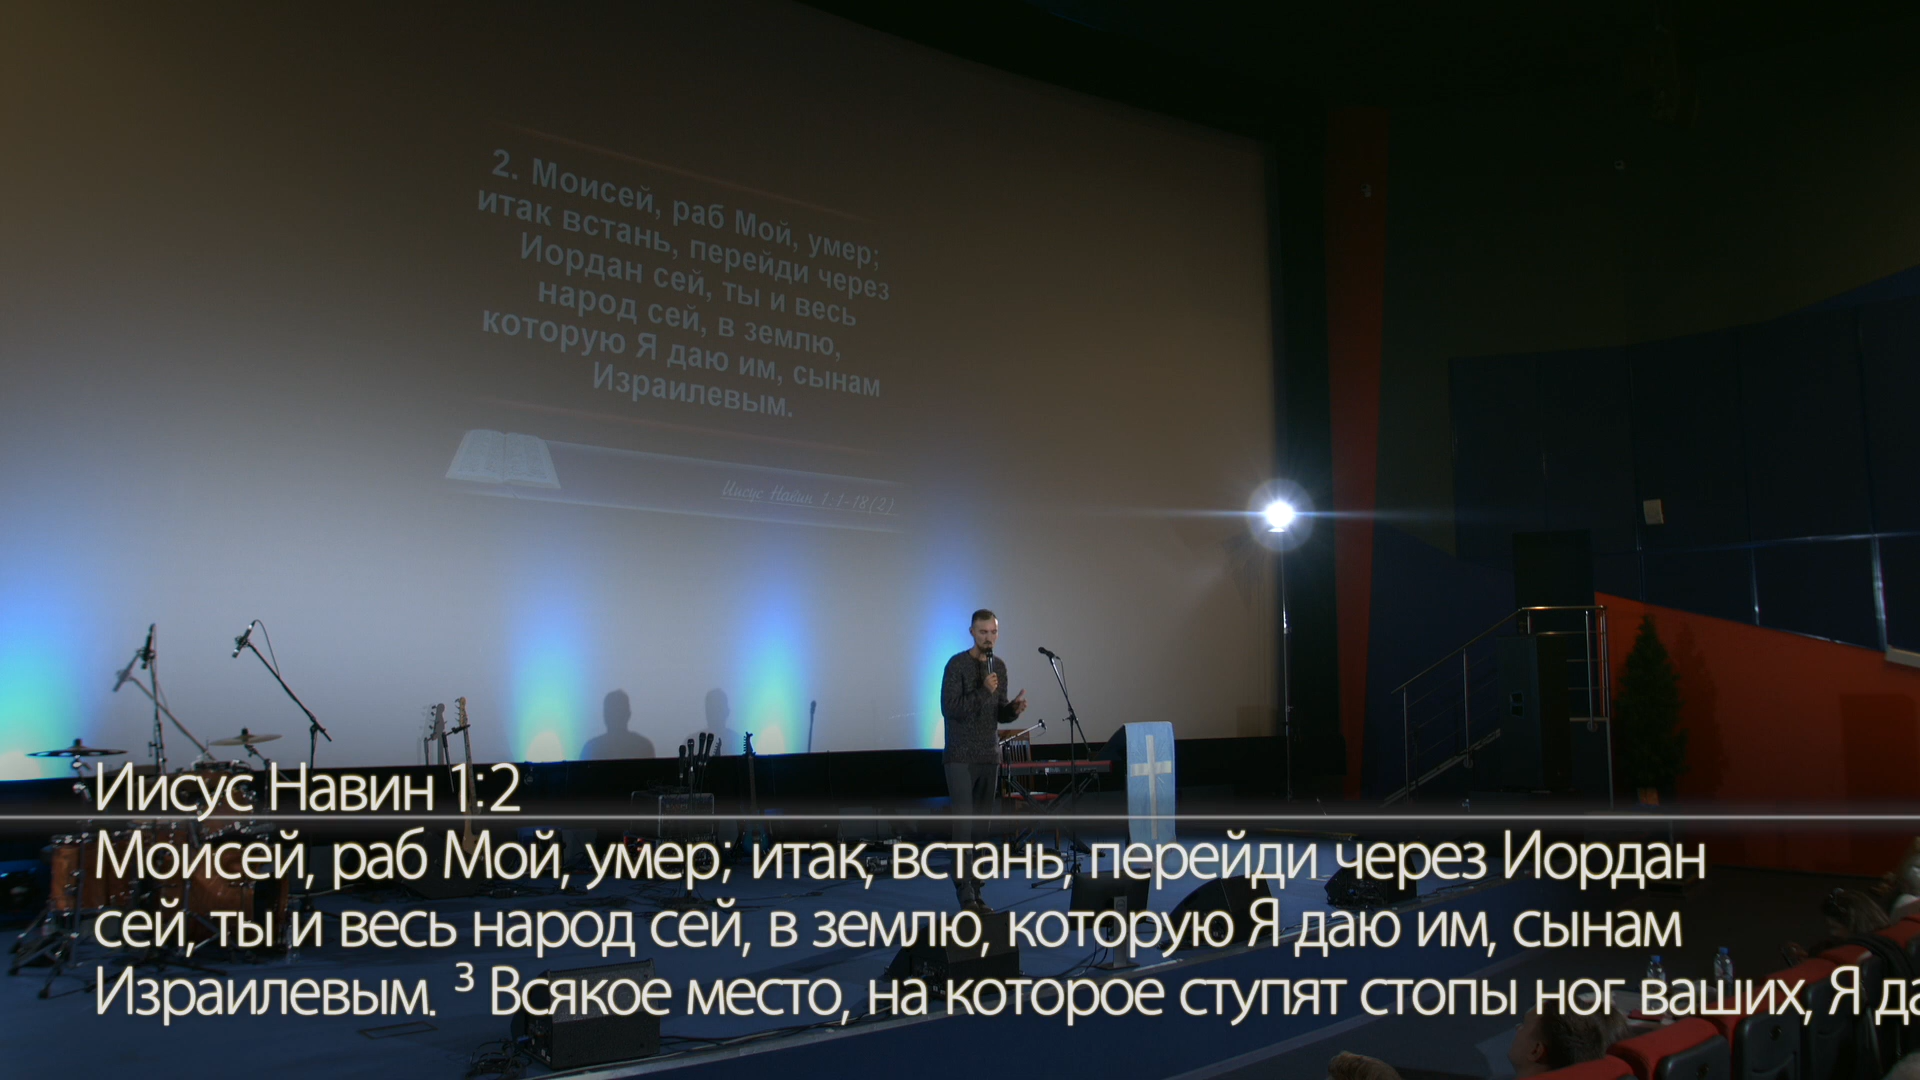 2. Моисей, раб Мой, умер;
итак встань, перейди через
Иордан сей, ты и весь
народ сей, в землю,
которую Я даю им, сынам
Израилевым.
Иисус Навин 1:1-18(2)
Иисус Навин 1:2
Моисей, раб Мой, умер; итак, встань, перейди через Иордан
сей, ты и весь народ сей, в землю, которую Я даю им, сынам
Израилевым. ³ Всякое место, на которое ступят стопы ног ваших, Я да